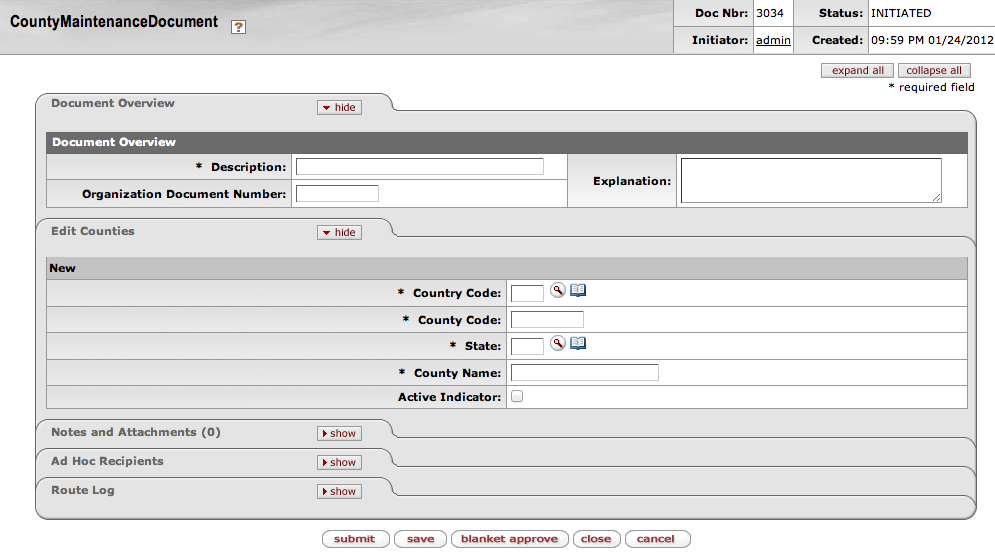 CountyMaintenanceDocument ?
Doc Nbr: 3034 Status: INITIATED
Initiator: admin Created: 09:59 PM 01/24/2012
expand all collapse all
* required field
Document Overview hide
Document Overview
* Description:
Explanation:
Organization Document Number:
Edit Counties hide
New
* Country Code:
* County Code:
* State:
* County Name:
Active Indicator:
Notes and Attachments (0) show
Ad Hoc Recipients show
Route Log show
submit save blanket approve close cancel